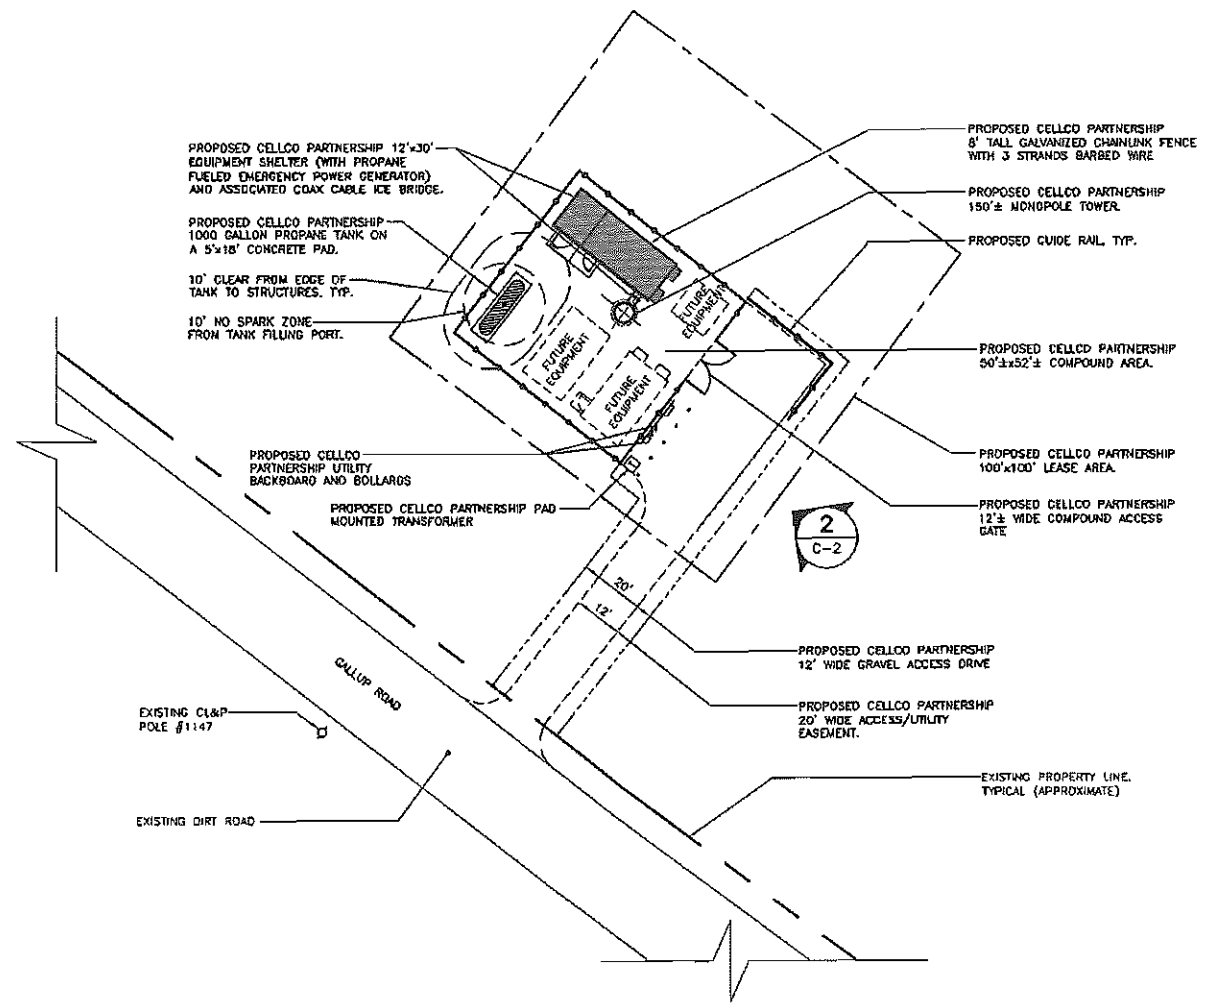 PROPOSED CELLCO PARTNERSHIP 12'x30'
EQUIPMENT SHELTER (WITH PROPANE
FUELED EMERGENCY POWER GENERATOR)
AND ASSOCIATED COAX CABLE ICE BRIDGE.
PROPOSED CELLCO PARTNERSHIP
1000 GALLON PROPANE TANK ON
A 5'x18' CONCRETE PAD.
10' CLEAR FROM EDGE OF
TANK TO STRUCTURES. TYP.
10' NO SPARK ZONE
FROM TANK FILLING PORT.
PROPOSED CELLCO PARTNERSHIP
8' TALL GALVANIZED CHAINLINK FENCE
WITH 3 STRANDS BARBED WIRE
PROPOSED CELLCO PARTNERSHIP
150'± MONOPOLE TOWER.
PROPOSED GUIDE RAIL, TYP.
FUTURE
EQUIPMENT
FUTURE
EQUIPMENT
FUTURE
EQUIPMENT
PROPOSED CELLCO PARTNERSHIP
50'±x52'± COMPOUND AREA.
PROPOSED CELLCO
PARTNERSHIP UTILITY
BACKBOARD AND BOLLARDS
PROPOSED CELLCO PARTNERSHIP PAD
MOUNTED TRANSFORMER
PROPOSED CELLCO PARTNERSHIP
100'x100' LEASE AREA.
PROPOSED CELLCO PARTNERSHIP
12'± WIDE COMPOUND ACCESS
GATE
2
C-2
20'
12'
PROPOSED CELLCO PARTNERSHIP
12' WIDE GRAVEL ACCESS DRIVE
PROPOSED CELLCO PARTNERSHIP
20' WIDE ACCESS/UTILITY
EASEMENT.
GALLUP ROAD
EXISTING CL&P
POLE #1147
EXISTING DIRT ROAD
EXISTING PROPERTY LINE.
TYPICAL (APPROXIMATE)